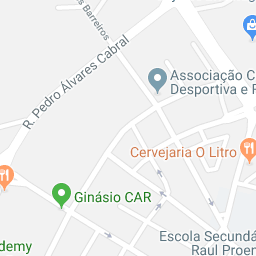 Barreiros
R. Pedro Álvares Cabral
Associação C
Desportiva e F
Cervejaria O Litro
Ginásio CAR
Escola Secundá
Raul Proen
demy